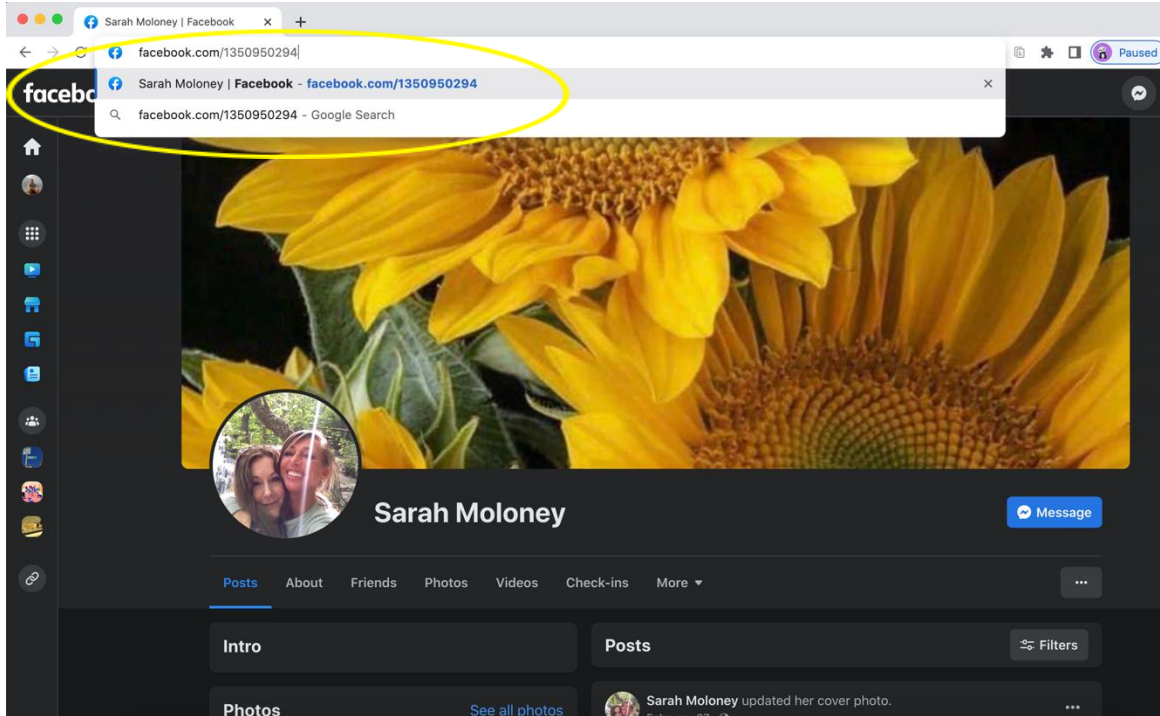 Sarah Moloney | Facebook
facebook.com/1350950294
Paused
Sarah Moloney | Facebook - facebook.com/1350950294
facebook.com/1350950294 - Google Search
Sarah Moloney
Message
Posts About Friends Photos Videos Check-ins More
Intro
Posts
Filters
Photos
See all photos
Sarah Moloney updated her cover photo.